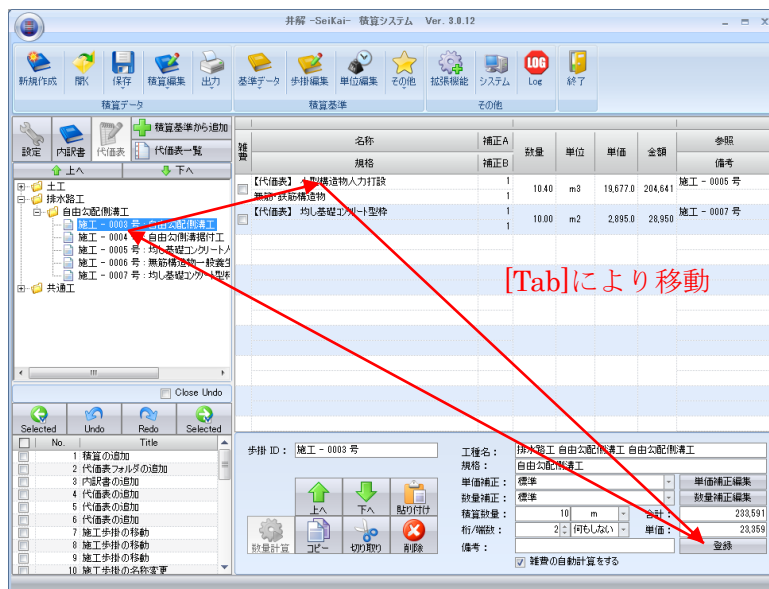 井解 -SeiKai- 積算システム Ver. 3.0.12
新規作成 開く 保存 積算編集 出力 基準データ 歩掛編集 単位編集 その他 拡張機能 システム LOG Log 終了
積算データ 積算基準 その他
設定 内訳書 代価表 積算基準から追加
代価表一覧
上へ 下へ
土工
排水路工
自由勾配側溝工
施工 - 0003 号 : 自由勾配側溝工
施工 - 0004 号 : 自由勾配側溝据付工
施工 - 0005 号 : 均し基礎コンクリート人
施工 - 0006 号 : 無筋構造物一般養生
施工 - 0007 号 : 均し基礎コンクリート型枠
共通工
Close Undo
Selected Undo Redo Selected
No. Title
1 積算の追加
2 代価表フォルダの追加
3 内訳書の追加
4 代価表の追加
5 代価表の追加
6 代価表の追加
7 施工歩掛の移動
8 施工歩掛の移動
9 施工歩掛の移動
10 施工歩掛の名称変更
雑費 名称 補正A 数量 単位 単価 金額 参照
規格 補正B 備考
【代価表】 小型構造物人力打設 1 10.40 m3 19,677.0 204,641 施工 - 0006 号
無筋・鉄筋構造物 1
【代価表】 均し基礎コンクリート型枠 1 10.00 m2 2,895.0 28,950 施工 - 0007 号
1
[Tab]により移動
歩掛 ID : 施工 - 0003 号
上へ 下へ 貼り付け
数量計算 コピー 切り取り 削除
工種名 : 排水路工 自由勾配側溝工 自由勾配側溝工
規格 : 自由勾配側溝工
単価補正 : 標準 単価補正編集
数量補正 : 標準 数量補正編集
積算数量 : 10 m 合計 : 233,591
桁/端数 : 2 何もしない 単価 : 23,359
備考 : 登録
雑費の自動計算をする